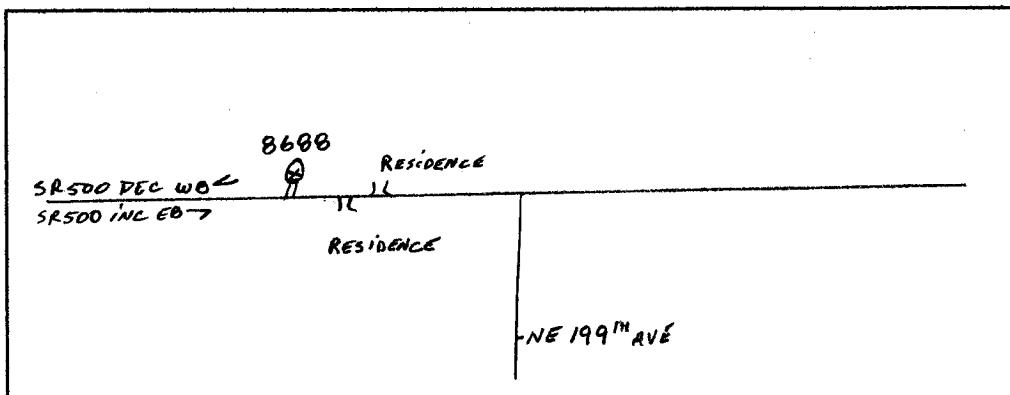 8688
RESIDENCE
SR500 DEC WB
SR500 INC EB
RESIDENCE
NE 199TH AVE